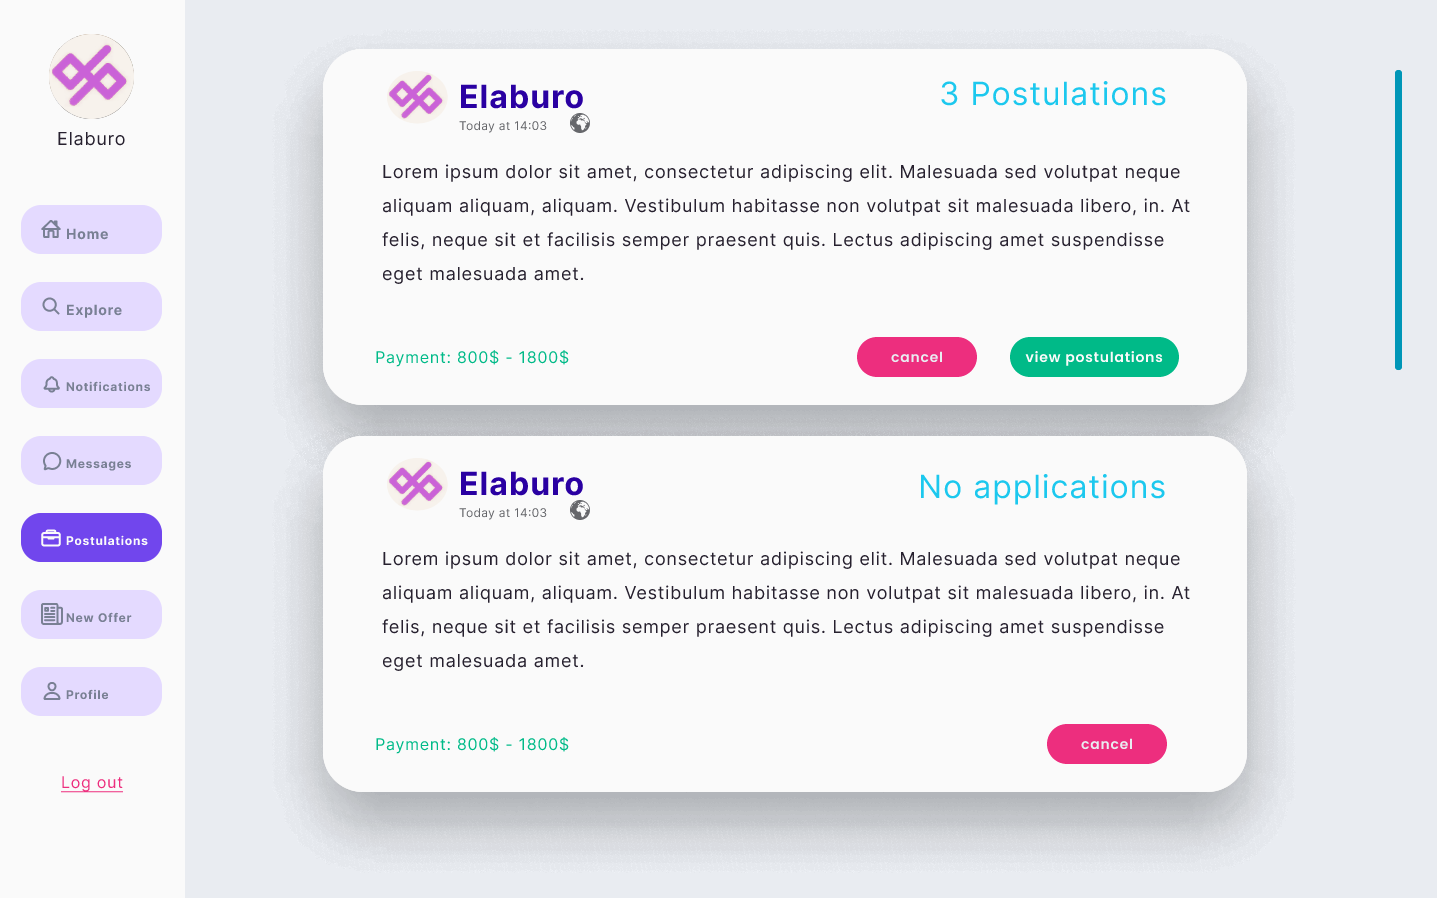 Elaburo
Home
Explore
Notifications
Messages
Postulations
New Offer
Profile
Log out
Elaburo
Today at 14:03
3 Postulations
Lorem ipsum dolor sit amet, consectetur adipiscing elit. Malesuada sed volutpat neque
aliquam aliquam, aliquam. Vestibulum habitasse non volutpat sit malesuada libero, in. At
felis, neque sit et facilisis semper praesent quis. Lectus adipiscing amet suspendisse
eget malesuada amet.
Payment: 800$ - 1800$
cancel
view postulations
Elaburo
Today at 14:03
No applications
Lorem ipsum dolor sit amet, consectetur adipiscing elit. Malesuada sed volutpat neque
aliquam aliquam, aliquam. Vestibulum habitasse non volutpat sit malesuada libero, in. At
felis, neque sit et facilisis semper praesent quis. Lectus adipiscing amet suspendisse
eget malesuada amet.
Payment: 800$ - 1800$
cancel